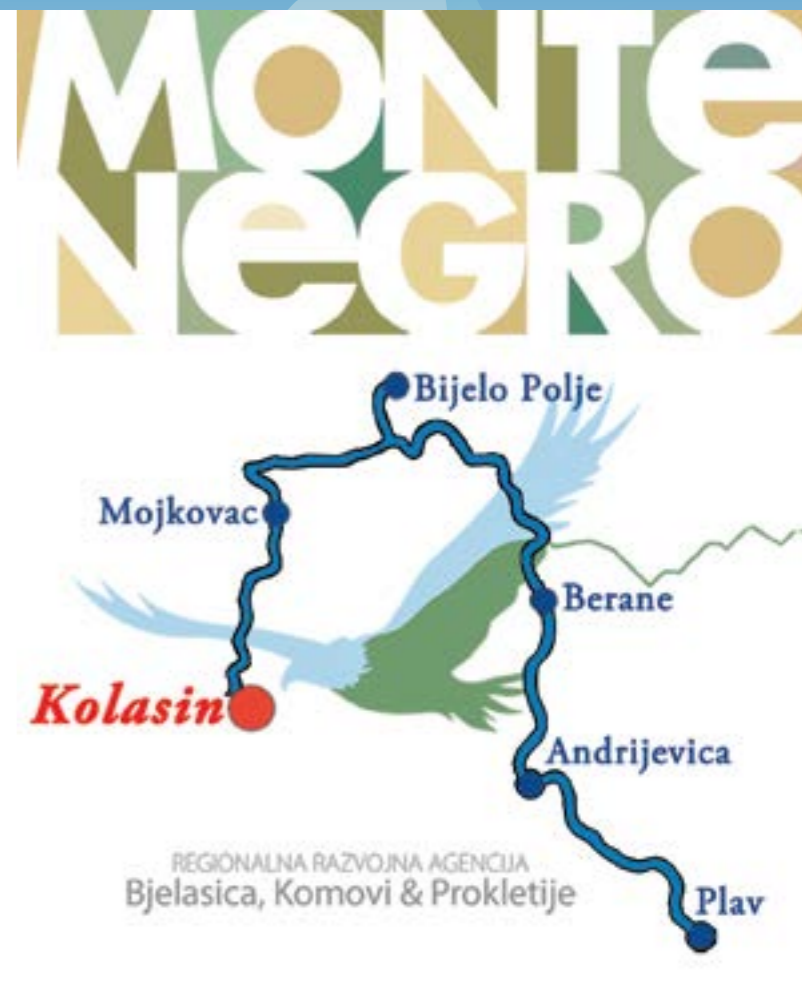 MONTE
NeGRO
Bijelo Polje
Mojkovac
Berane
Kolasin
Andrijevica
REGIONALNA RAZVOJNA AGENCIJA
Bjelasica, Komovi & Prokletije
Plav